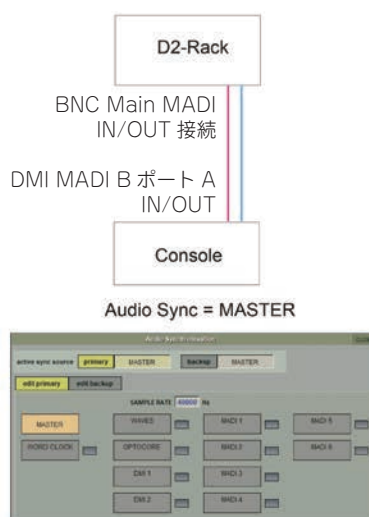 D2-Rack
BNC Main MADI
IN/OUT 接続
DMI MADI B ポート A
IN/OUT
Console
Audio Sync = MASTER
active sync source primary MASTER backup MASTER
edit primary edit backup
SAMPLE RATE 48000 Hz
MASTER WAVES MADI 1 MADI 5
WORD CLOCK OPTOCORE MADI 2 MADI 6
DMI 1 MADI 3
DMI 2 MADI 4